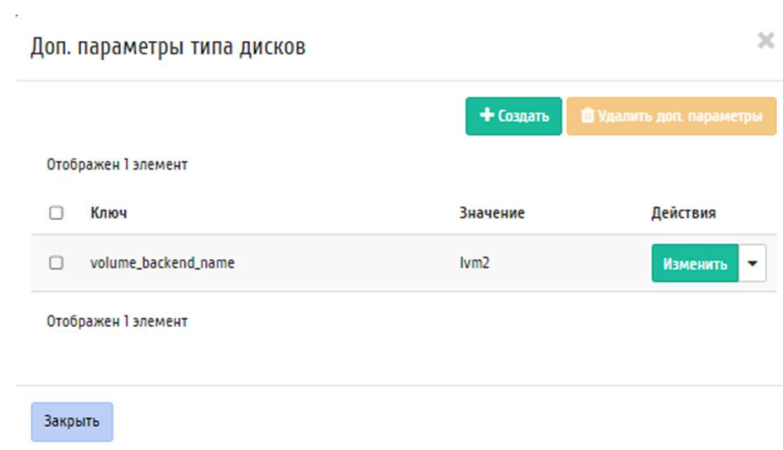 Доп. параметры типа дисков
Создать Удалить доп. параметры
Отображен 1 элемент
Ключ Значение Действия
volume_backend_name lvm2 Изменить
Отображен 1 элемент
Закрыть